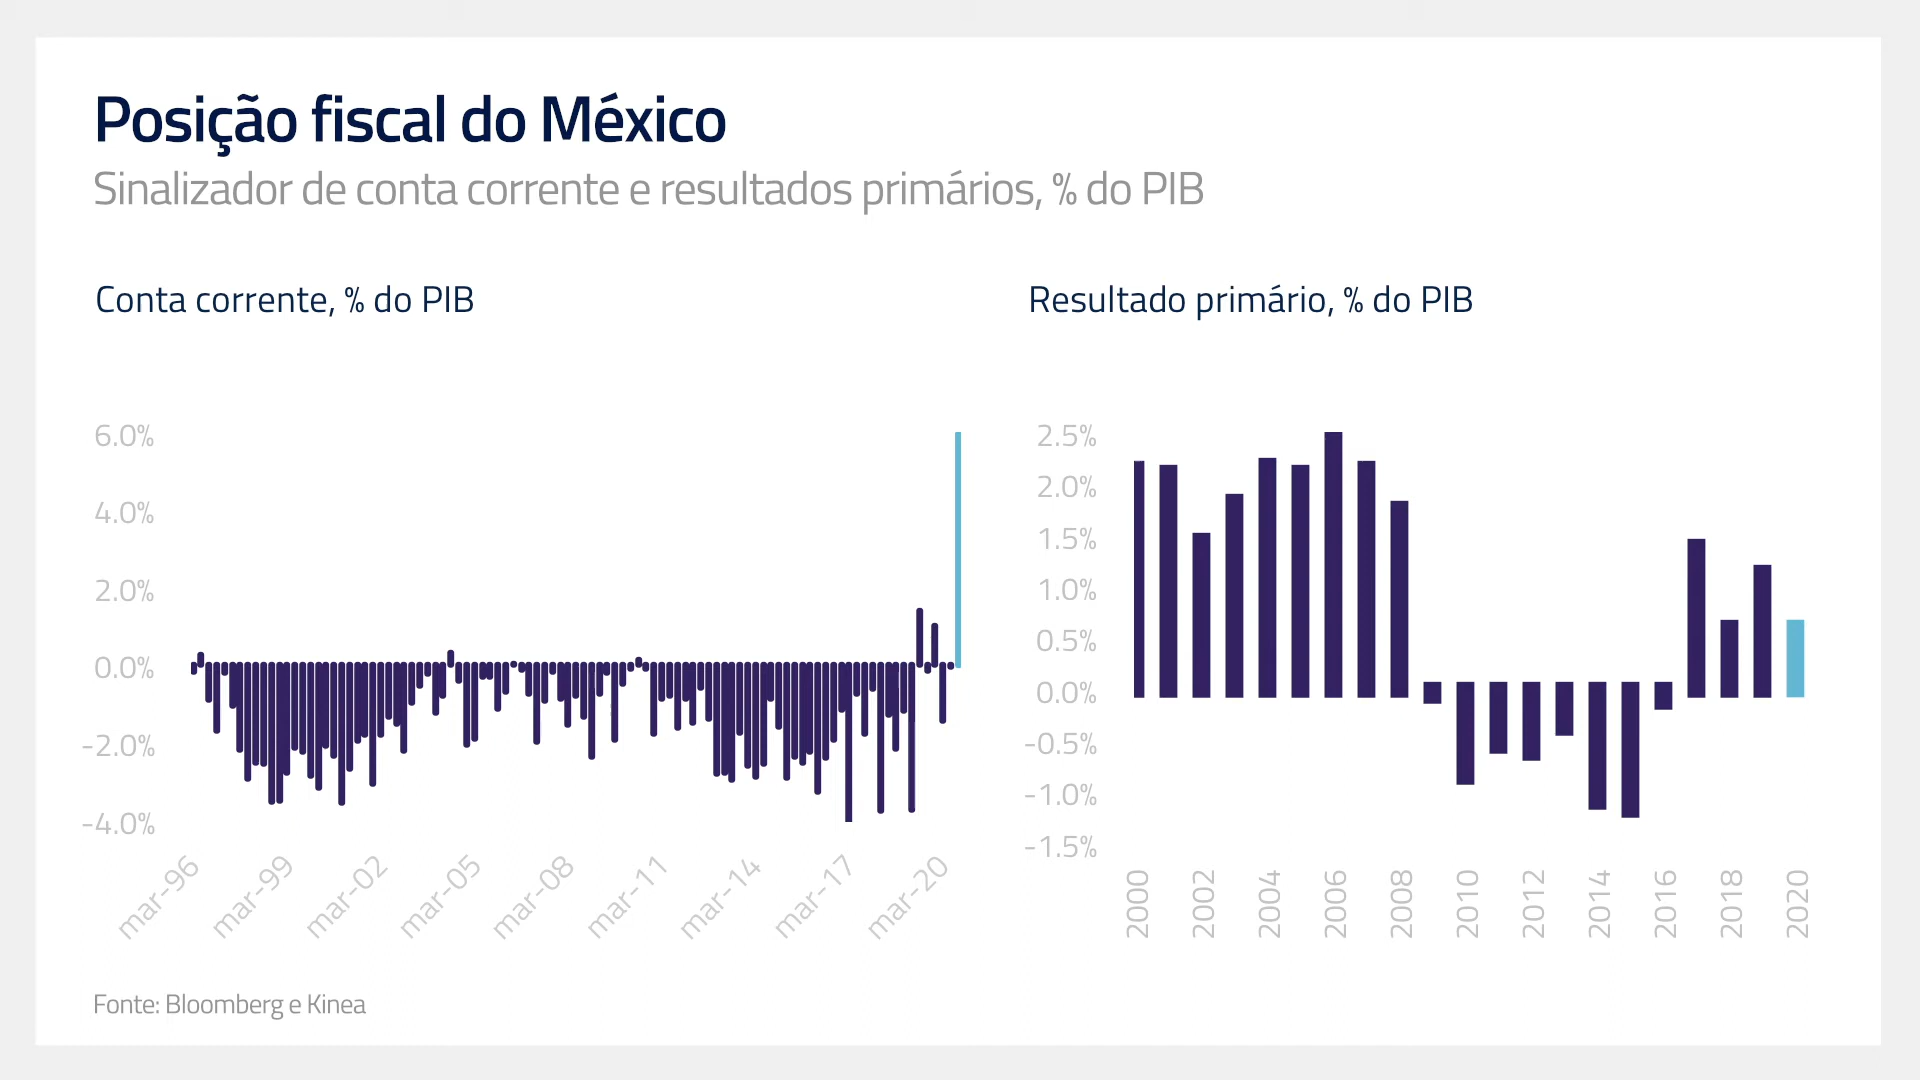 Posição fiscal do México
Sinalizador de conta corrente e resultados primários, % do PIB
Conta corrente, % do PIB
6.0%
4.0%
2.0%
0.0%
-2.0%
-4.0%
mar-96
mar-99
mar-02
mar-05
mar-08
mar-11
mar-14
mar-17
mar-20
Resultado primário, % do PIB
2.5%
2.0%
1.5%
1.0%
0.5%
0.0%
-0.5%
-1.0%
-1.5%
2000
2002
2004
2006
2008
2010
2012
2014
2016
2018
2020
Fonte: Bloomberg e Kinea